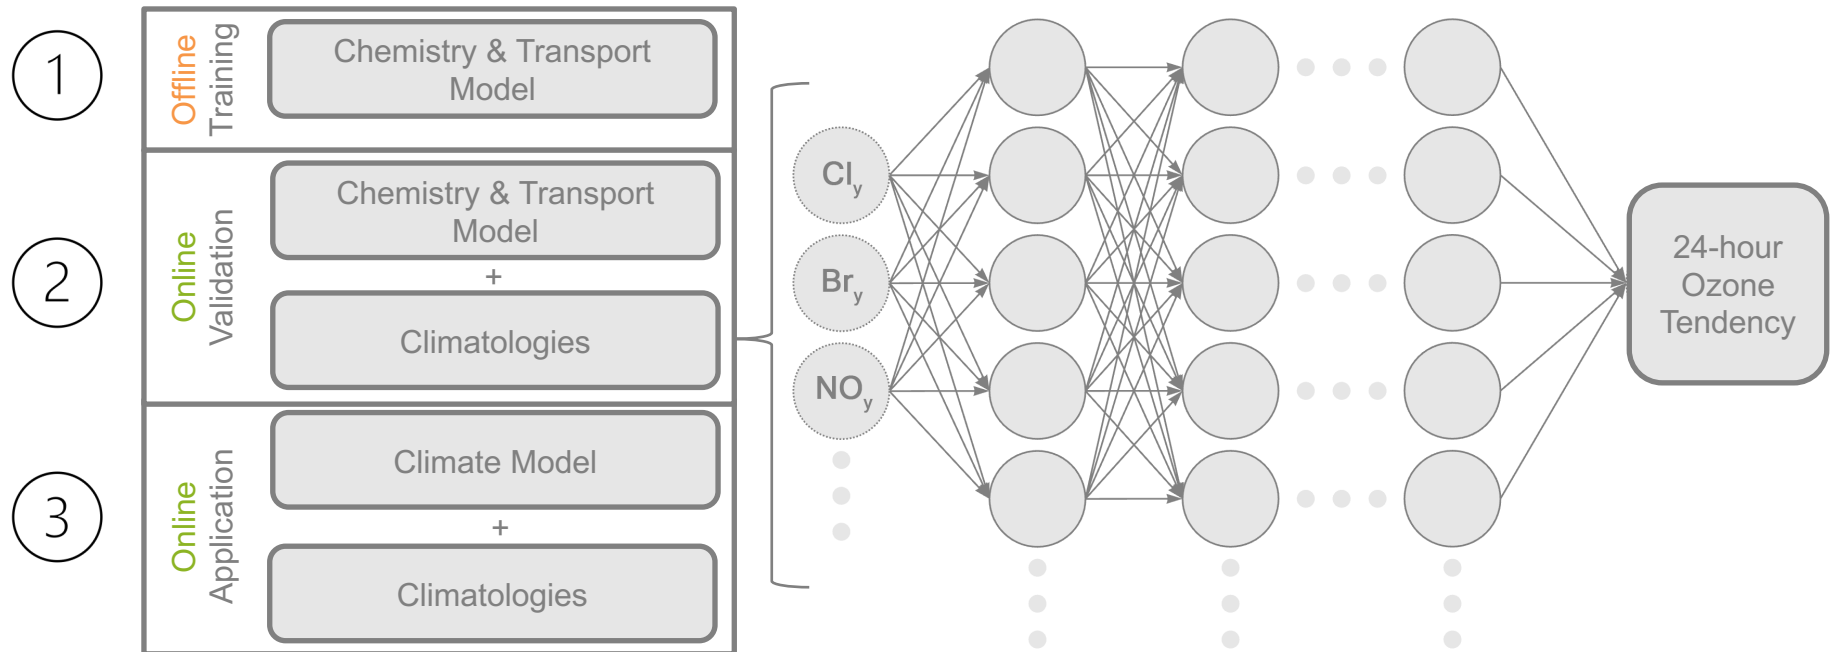 1
Offline
Training
Chemistry & Transport
Model
2
Online
Validation
Chemistry & Transport
Model
+
Climatologies
3
Online
Application
Climate Model
+
Climatologies
Cly
Bry
NOy
24-hour
Ozone
Tendency